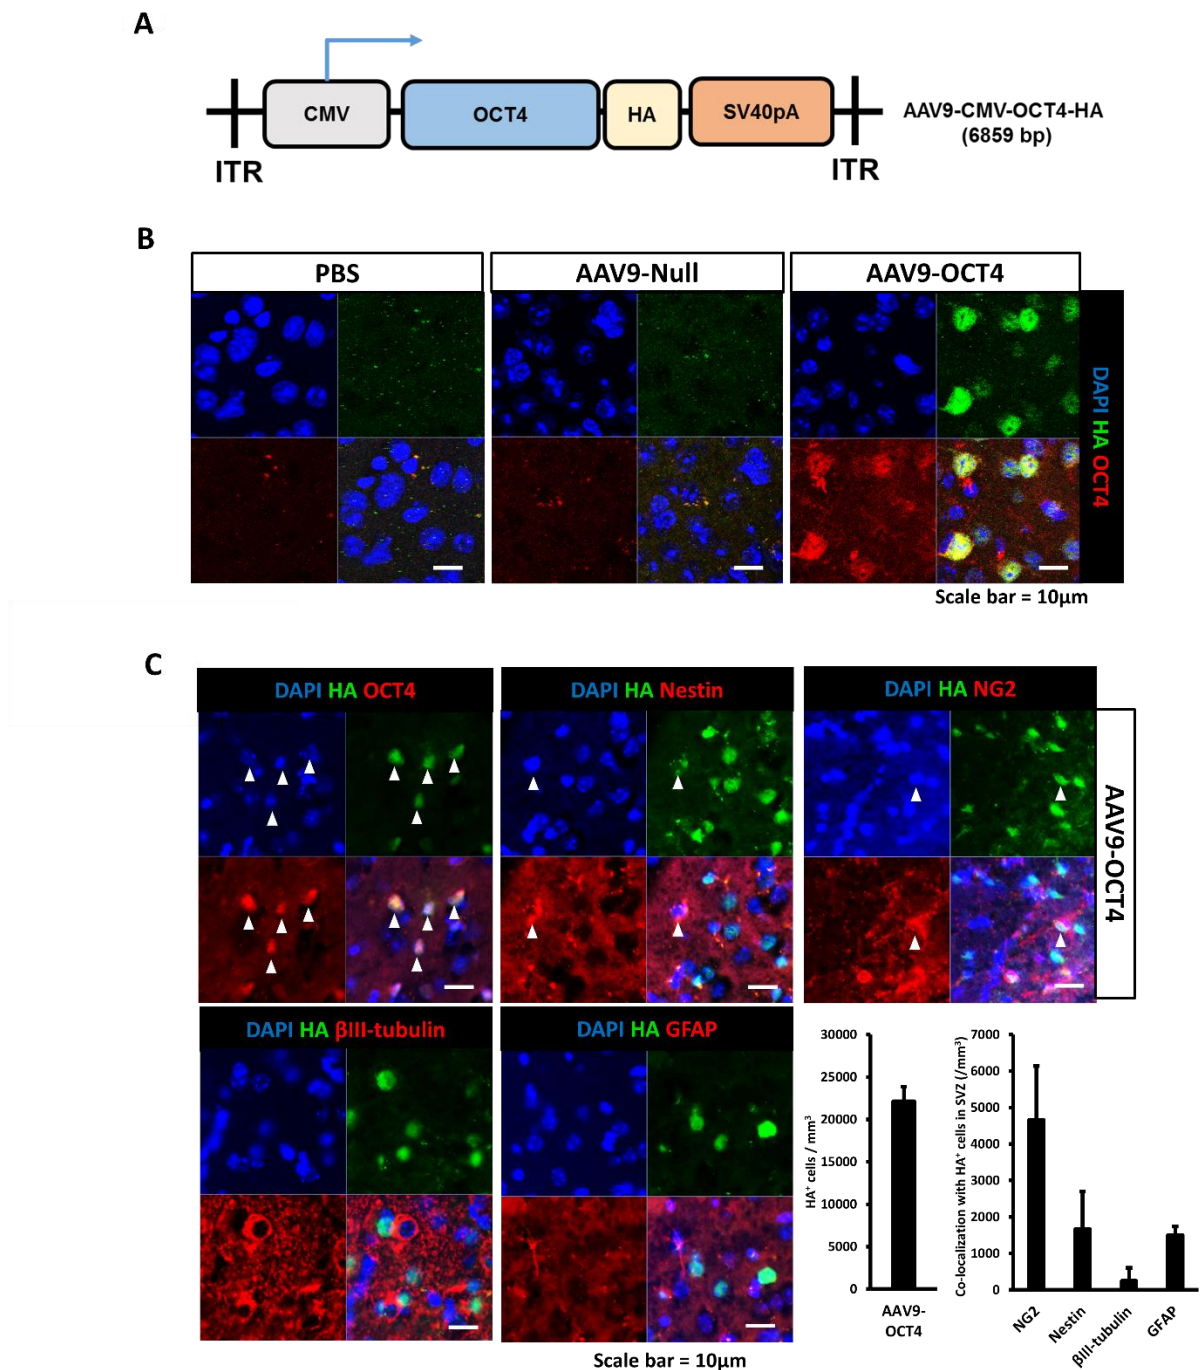 A
CMV
OCT4
HA
SV40pA
ITR
ITR
AAV9-CMV-OCT4-HA
(6859 bp)
B
PBS
AAV9-Null
AAV9-OCT4
DAPI HA OCT4
Scale bar = 10µm
C
DAPI HA OCT4
DAPI HA Nestin
DAPI HA NG2
AAV9-OCT4
DAPI HA βIII-tubulin
DAPI HA GFAP
HA⁺ cells / mm³
30000
25000
20000
15000
10000
5000
0
AAV9-
OCT4
Co-localization with HA⁺ cells in SVZ (/mm³)
7000
6000
5000
4000
3000
2000
1000
0
NG2
Nestin
βIII-tubulin
GFAP
Scale bar = 10µm